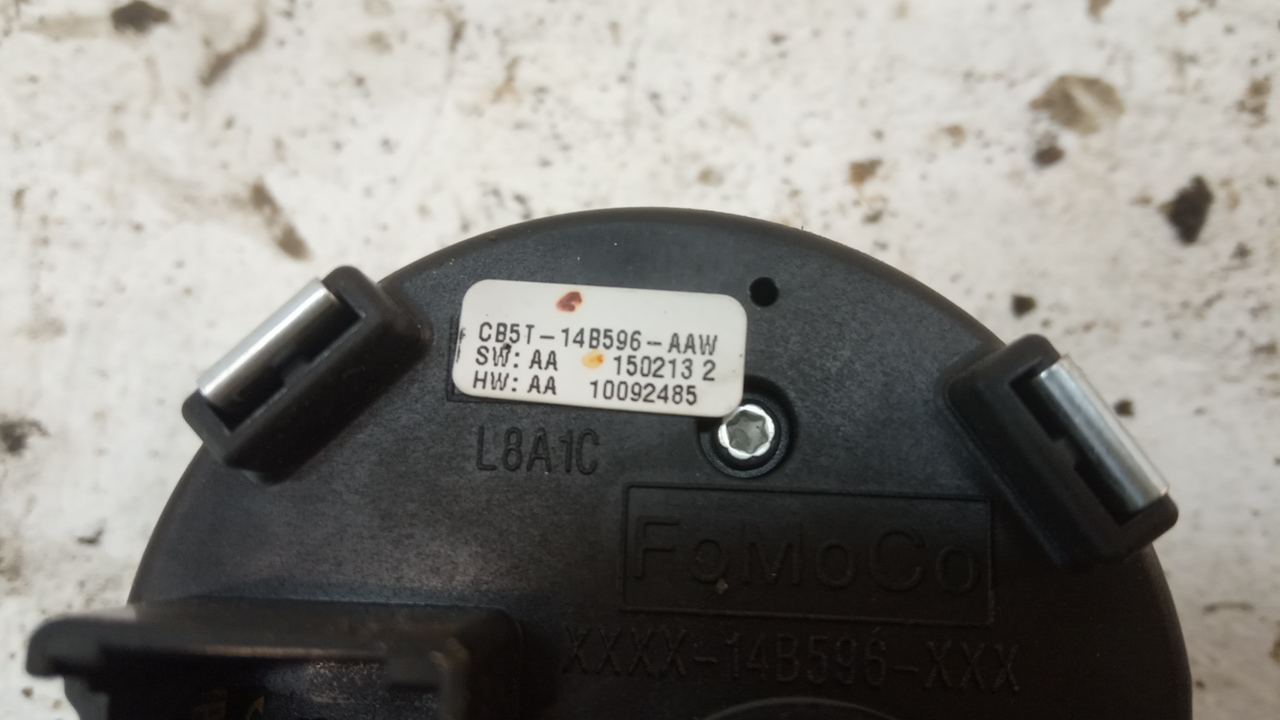 CB5T-14B596-AAW
SW: AA 150213 2
HW: AA 10092485
L8A1C
FoMoCo
XXXX-14B596-XXX